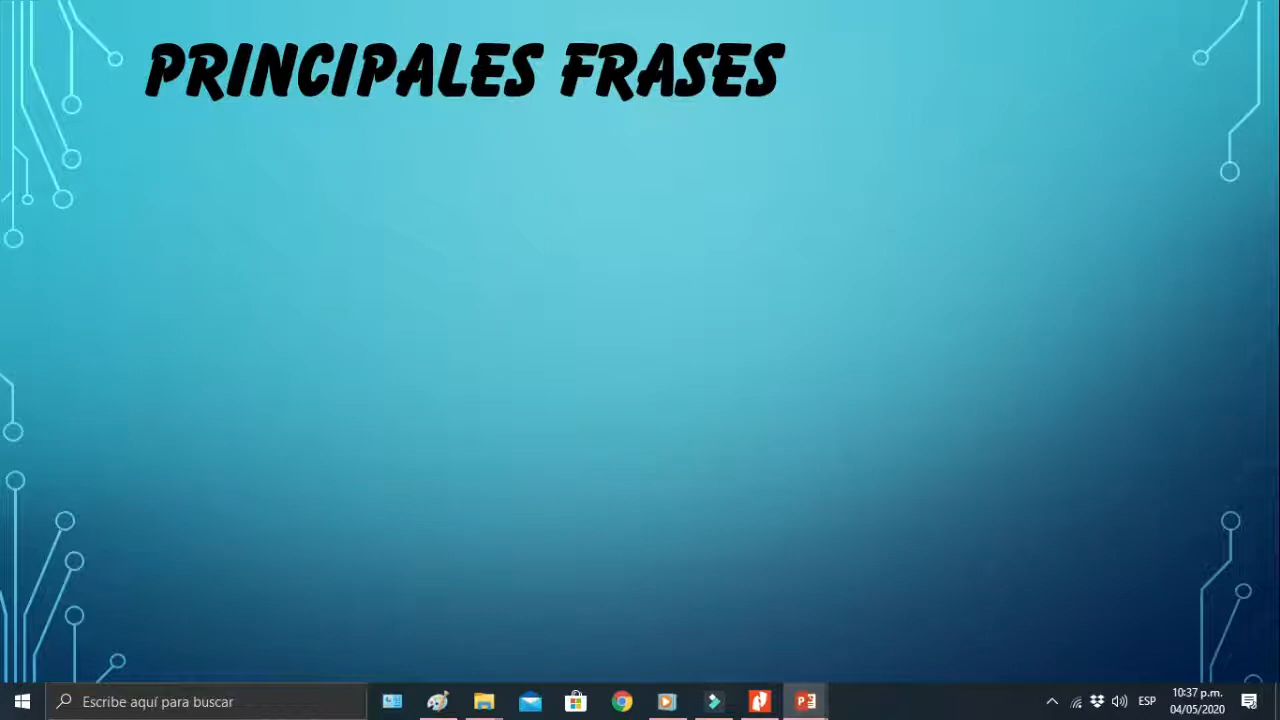 PRINCIPALES FRASES
Escribe aquí para buscar
ESP
10:37 p.m.
04/05/2020